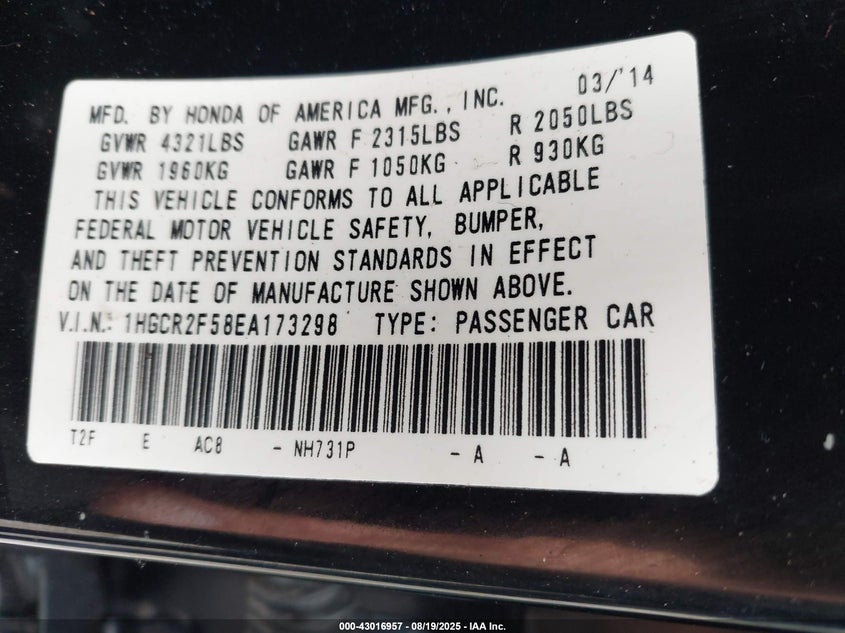 MFD. BY HONDA OF AMERICA MFG., INC. 03/'14
GVWR 4321LBS GAWR F 2315LBS R 2050LBS
GVWR 1960KG GAWR F 1050KG R 930KG
THIS VEHICLE CONFORMS TO ALL APPLICABLE
FEDERAL MOTOR VEHICLE SAFETY, BUMPER,
AND THEFT PREVENTION STANDARDS IN EFFECT
ON THE DATE OF MANUFACTURE SHOWN ABOVE.
V.I.N.: 1HGCR2F58EA173298 TYPE: PASSENGER CAR
T2F E AC8 - NH731P - A - A
000-43016957 - 08/19/2025 - IAA Inc.